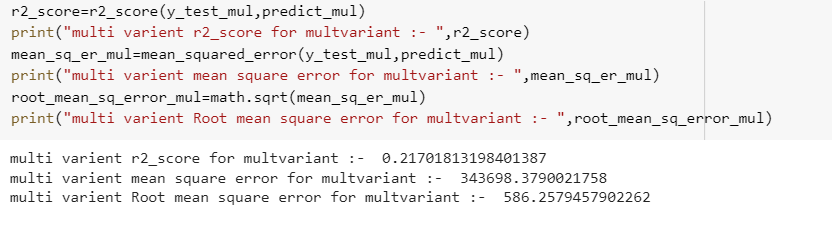 r2_score=r2_score(y_test_mul,predict_mul)
print("multi varient r2_score for multvariant :- ",r2_score)
mean_sq_er_mul=mean_squared_error(y_test_mul,predict_mul)
print("multi varient mean square error for multvariant :- ",mean_sq_er_mul)
root_mean_sq_error_mul=math.sqrt(mean_sq_er_mul)
print("multi varient Root mean square error for multvariant :- ",root_mean_sq_error_mul)
multi varient r2_score for multvariant :-  0.21701813198401387
multi varient mean square error for multvariant :-  343698.3790021758
multi varient Root mean square error for multvariant :-  586.2579457902262